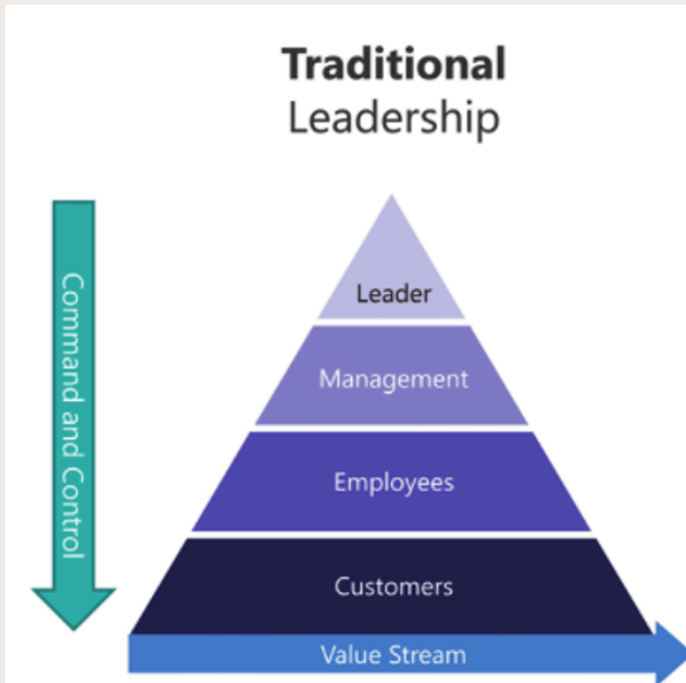 Traditional
Leadership
Command and Control
Leader
Management
Employees
Customers
Value Stream